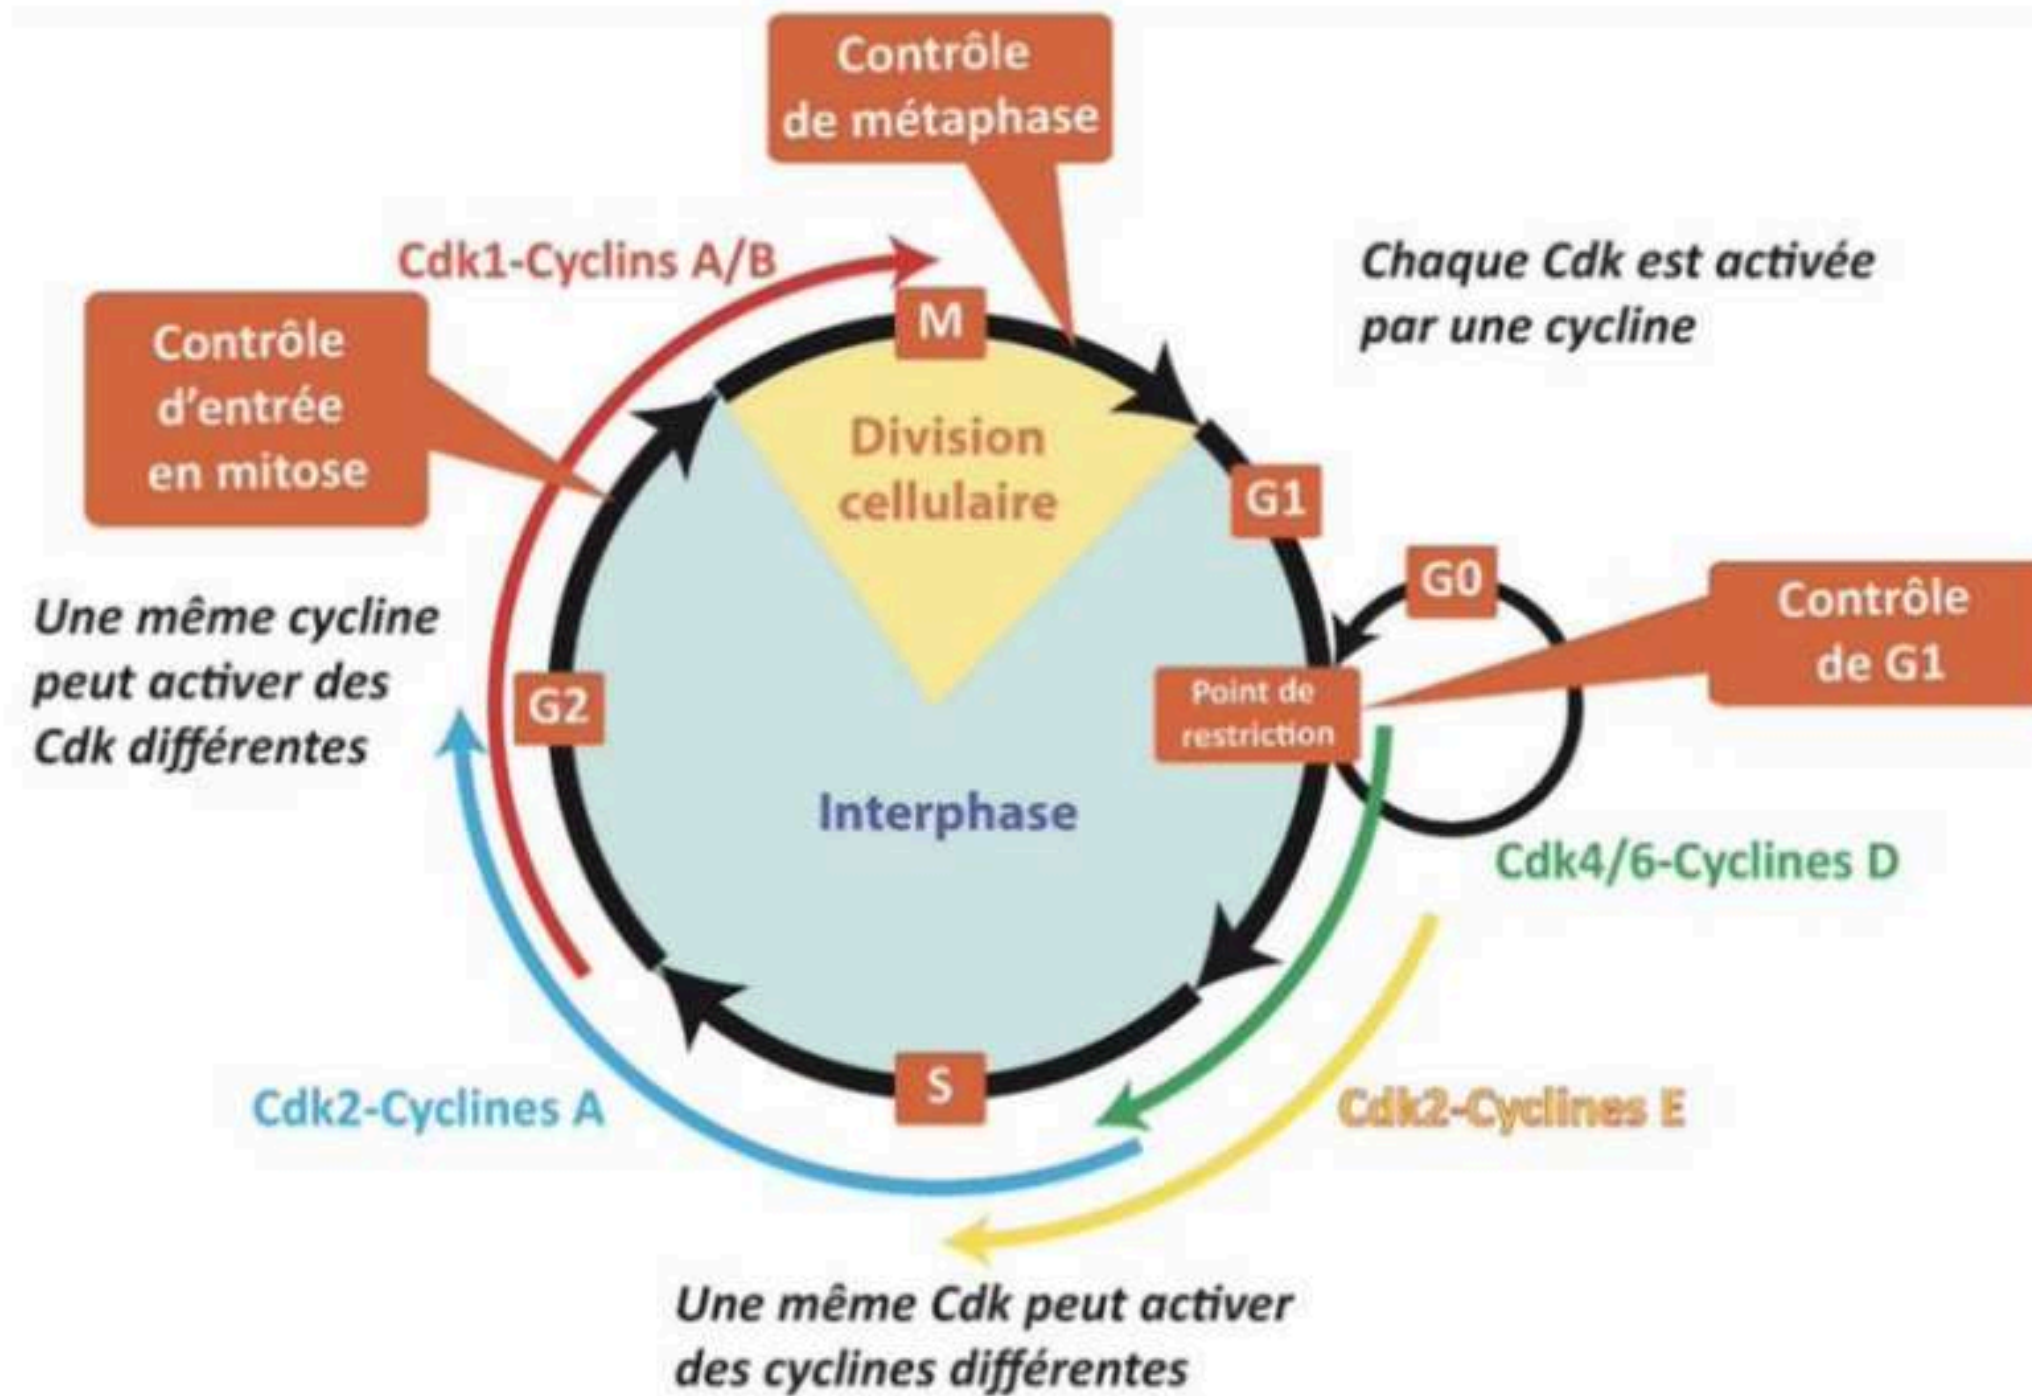 Contrôle
de métaphase
Cdk1-Cyclins A/B
Chaque Cdk est activée
par une cycline
Contrôle
d'entrée
en mitose
M
Division
cellulaire
G1
G0
Contrôle
de G1
Une même cycline
peut activer des
Cdk différentes
G2
Point de
restriction
Interphase
Cdk4/6-Cyclines D
S
Cdk2-Cyclines A
Cdk2-Cyclines E
Une même Cdk peut activer
des cyclines différentes